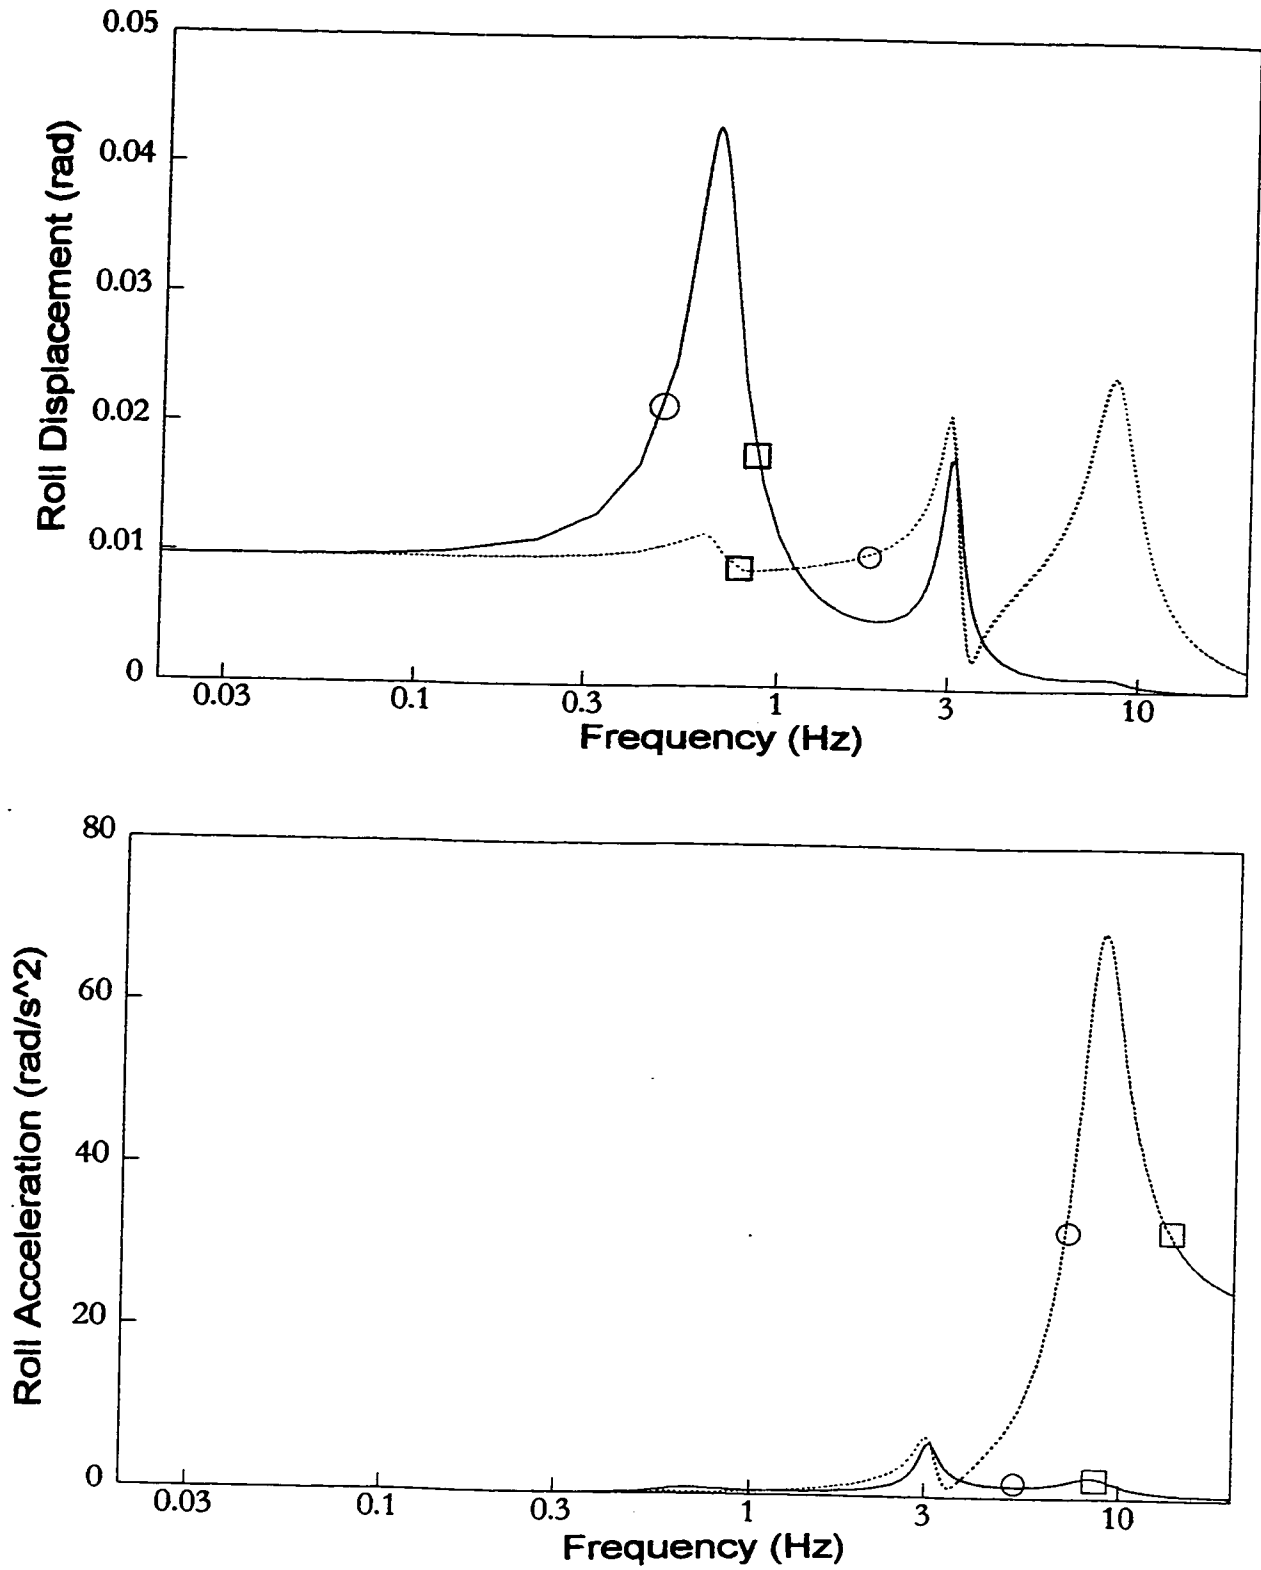 0.05
0.04
0.03
0.02
0.01
0
Roll Displacement (rad)
0.03 0.1 0.3 1 3 10
Frequency (Hz)
80
60
40
20
0
Roll Acceleration (rad/s^2)
0.03 0.1 0.3 1 3 10
Frequency (Hz)